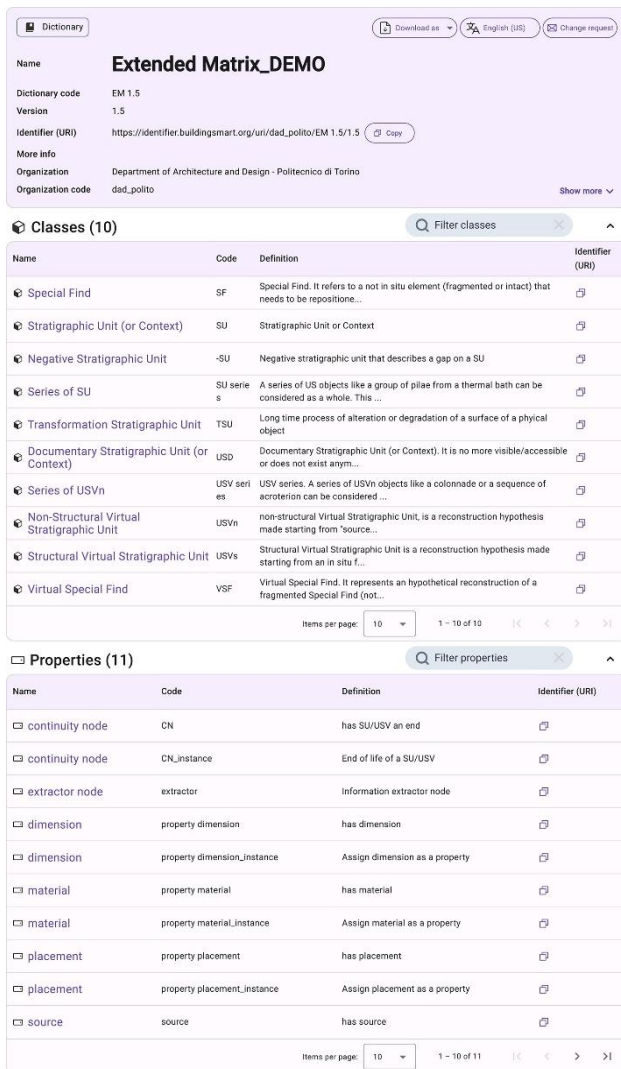 Dictionary
Download as
English (US)
Change request
Name Extended Matrix_DEMO
Dictionary code EM 1.5
Version 1.5
Identifier (URI) https://identifier.buildingsmart.org/uri/dad_polito/EM 1.5/1.5 Copy
More info
Organization Department of Architecture and Design - Politecnico di Torino
Organization code dad_polito
Show more
Classes (10)
Filter classes
Name Code Definition Identifier (URI)
Special Find SF Special Find. It refers to a not in situ element (fragmented or intact) that
needs to be repositione...
Stratigraphic Unit (or Context) SU Stratigraphic Unit or Context
Negative Stratigraphic Unit -SU Negative stratigraphic unit that describes a gap on a SU
Series of SU SU serie
s
A series of US objects like a group of pilae from a thermal bath can be
considered as a whole. This ...
Transformation Stratigraphic Unit TSU Long time process of alteration or degradation of a surface of a phyical
object
Documentary Stratigraphic Unit (or
Context)
USD Documentary Stratigraphic Unit (or Context). It is no more visible/accessible
or does not exist anym...
Series of USVn USV seri
es
USV series. A series of USVn objects like a colonnade or a sequence of
acroterion can be considered ...
Non-Structural Virtual
Stratigraphic Unit
USVn non-structural Virtual Stratigraphic Unit, is a reconstruction hypothesis
made starting from "source...
Structural Virtual Stratigraphic Unit USVs Structural Virtual Stratigraphic Unit is a reconstruction hypothesis made
starting from an in situ f...
Virtual Special Find VSF Virtual Special Find. It represents an hypothetical reconstruction of a
fragmented Special Find (not...
Items per page: 10 1 – 10 of 10
Properties (11)
Filter properties
Name Code Definition Identifier (URI)
continuity node CN has SU/USV an end
continuity node CN_instance End of life of a SU/USV
extractor node extractor Information extractor node
dimension property dimension has dimension
dimension property dimension_instance Assign dimension as a property
material property material has material
material property material_instance Assign material as a property
placement property placement has placement
placement property placement_instance Assign placement as a property
source source has source
Items per page: 10 1 – 10 of 11